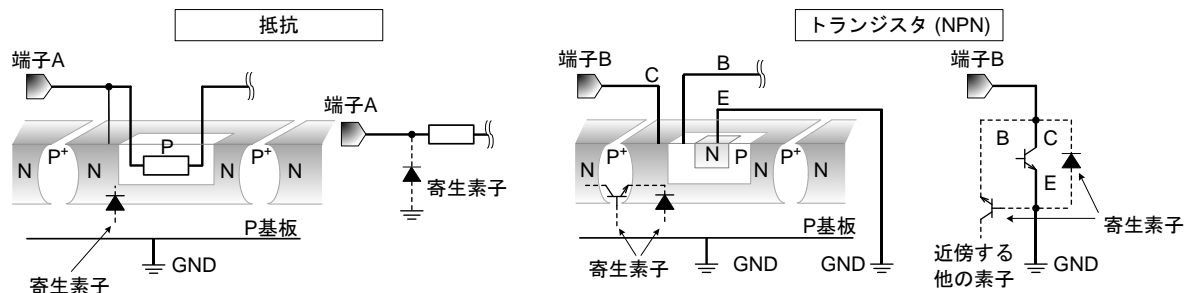 抵抗
端子A
N
P+
N
P
N
P+
N
寄生素子
P基板
GND
端子A
寄生素子
トランジスタ (NPN)
端子B
C
B
E
N
P+
N
N
P
N
P+
N
P基板
寄生素子
GND
GND
端子B
B
C
E
寄生素子
近傍する
他の素子
GND